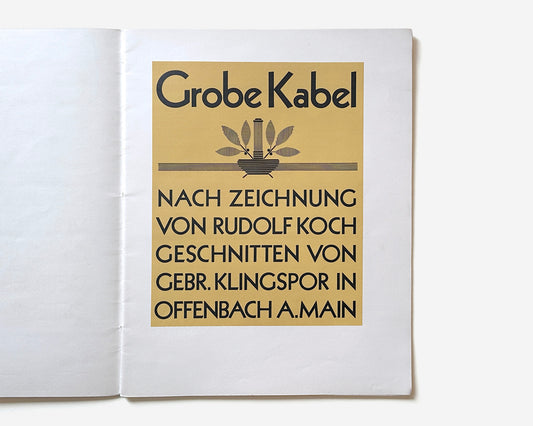 Grobe Kabel
NACH ZEICHNUNG
VON RUDOLF KOCH
GESCHNITTEN VON
GEBR. KLINGSPOR IN
OFFENBACH A.MAIN